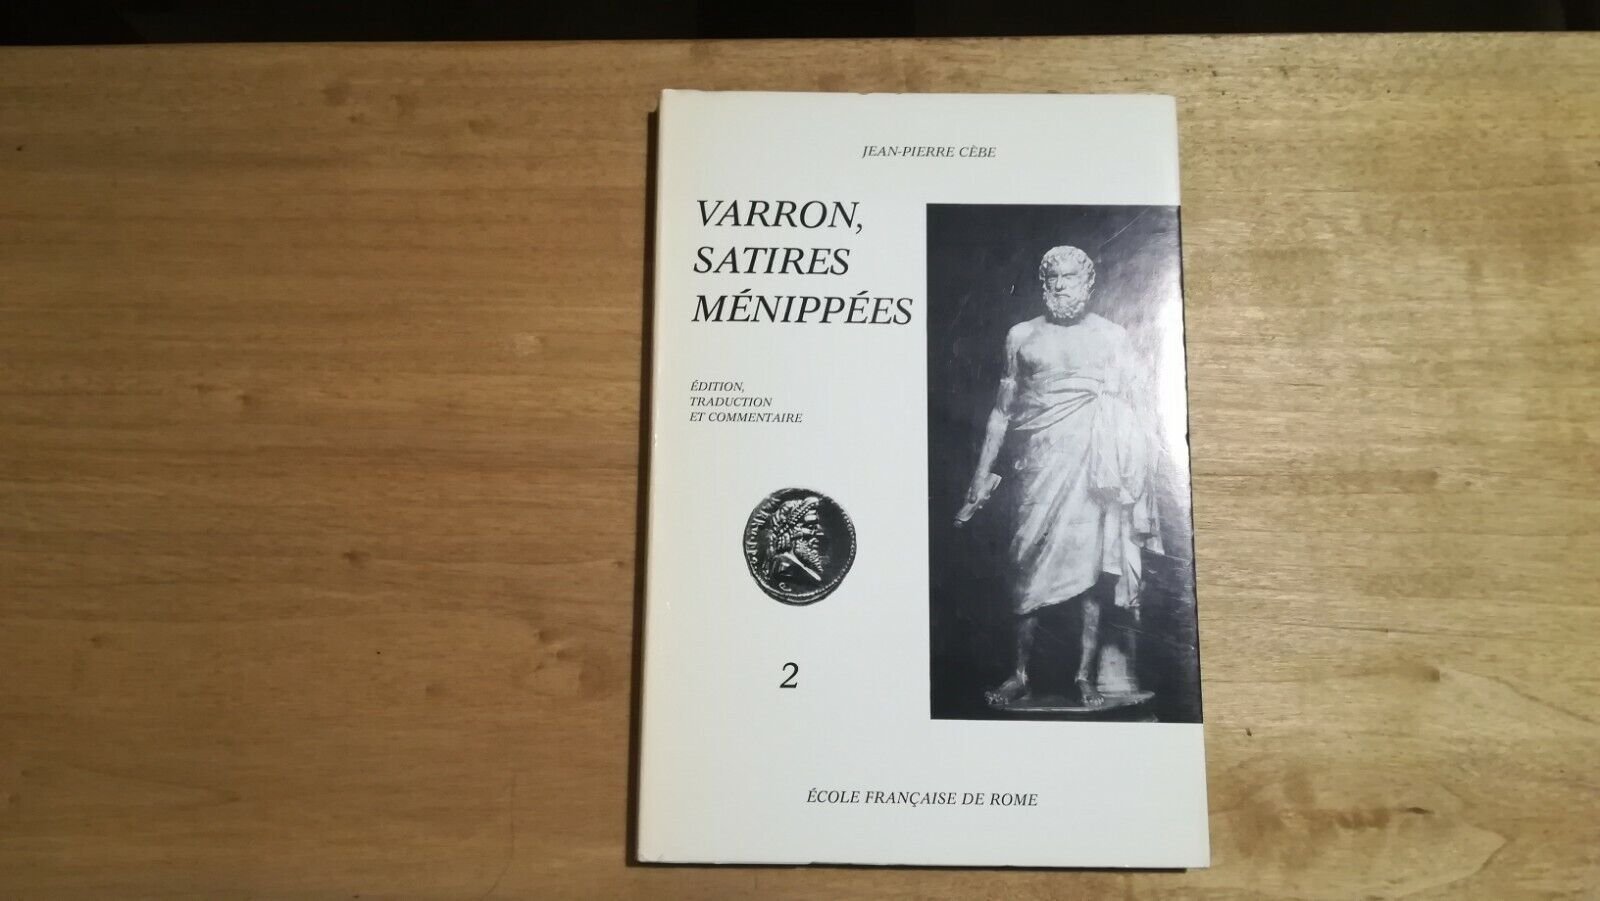 JEAN-PIERRE CÈBE
VARRON,
SATIRES
MÉNIPPÉES
ÉDITION,
TRADUCTION
ET COMMENTAIRE
2
ÉCOLE FRANÇAISE DE ROME